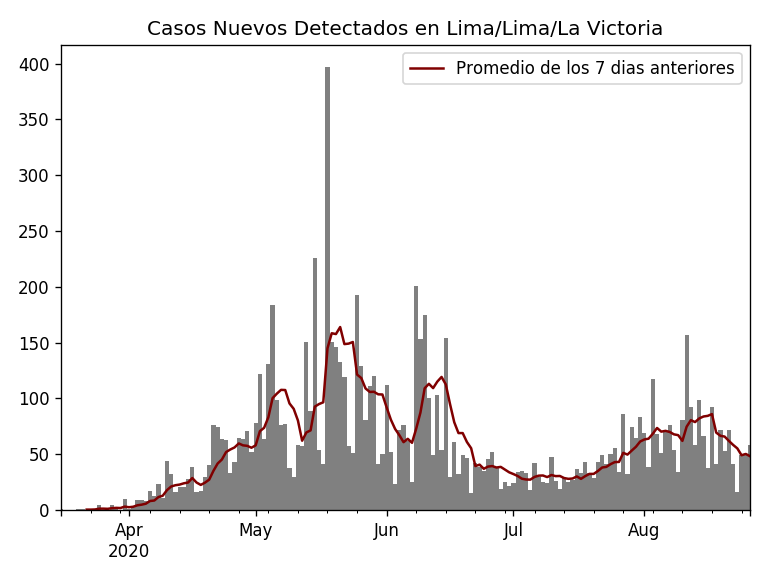 Casos Nuevos Detectados en Lima/Lima/La Victoria
Promedio de los 7 dias anteriores
400
350
300
250
200
150
100
50
0
Apr
2020
May
Jun
Jul
Aug